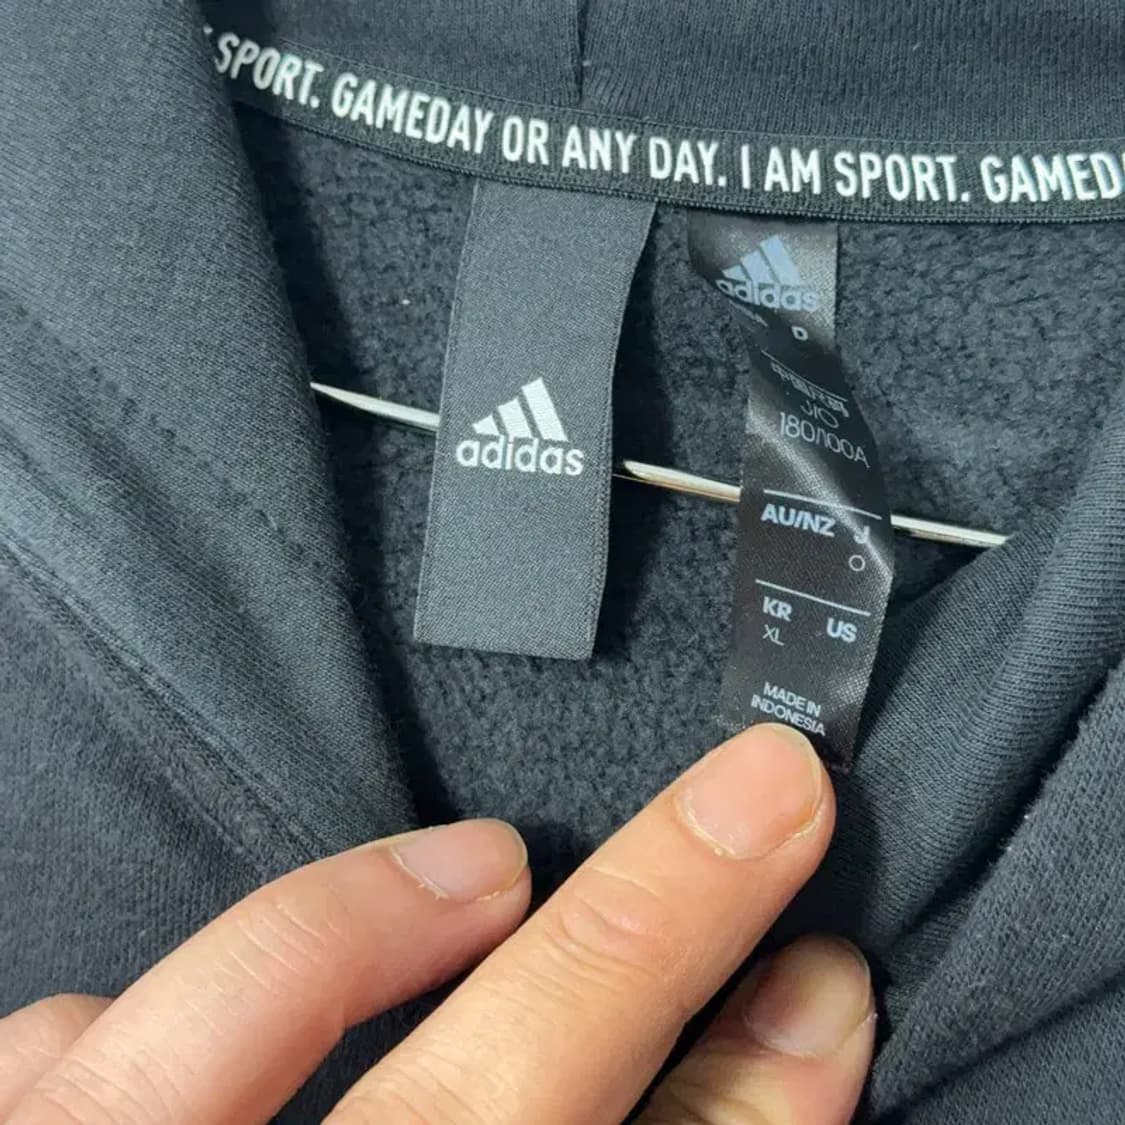 SPORT. GAMEDAY OR ANY DAY. I AM SPORT. GAMED
adidas
adidas
D
J/O
180/100A
AU/NZ J
O
KR US
XL
MADE IN
INDONESIA